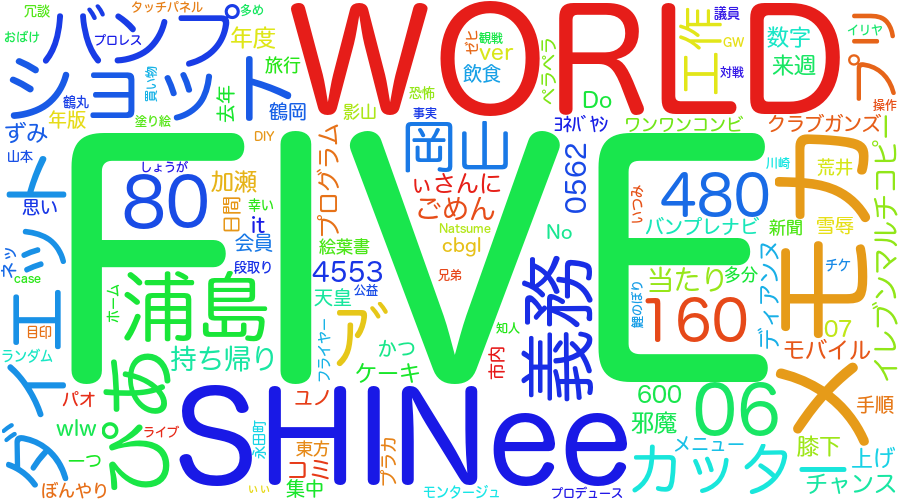 冗談
タッチパネル
多め
おばけ
プロレス
バンプ
ショット
年度
旅行
買い物
鶴丸
年版
塗り絵
去年
鶴岡
ずみ
山本
DIY
WORLD
影山
恐怖
事実
ゼヒ
観戦
ver
飲食
ペラペラ
Do
ﾖﾈﾊﾞﾔｼ
工作
議員
GW
対戦
数字
来週
イリヤ
プリ
操作
ワンワンコンビ
クラブガンズ
FIVE
しょうが
80
加瀬
日間
幸い
it
会員
段取り
思い
ダイエット
ネッ
case
ホーム
浦島
目印
ランダム
持ち帰り
プログラム
絵葉書
4553
公益
天皇
ブ
フライヤー
かつ
ケーキ
岡山
ぃさんに
ごめん
Natsume
cbgl
兄弟
No
0562
義務
知人
市内
いつみ
480
バンプレナビ
新聞
当たり
多分
鯉のぼり
160
ディアンヌ
川崎
荒井
雪辱
チケ
07
モバイル
メモカ
イレブンマルチコピー
手順
ぴあ
パオ
wlw
ライブ
一つ
ぼんやり
永田町
いい
SHINee
ユノ
東方
コミ
集中
プラカ
モンタージュ
プロデュース
600
邪魔
06
メニュー
カッター
膝下
上げ
チャンス